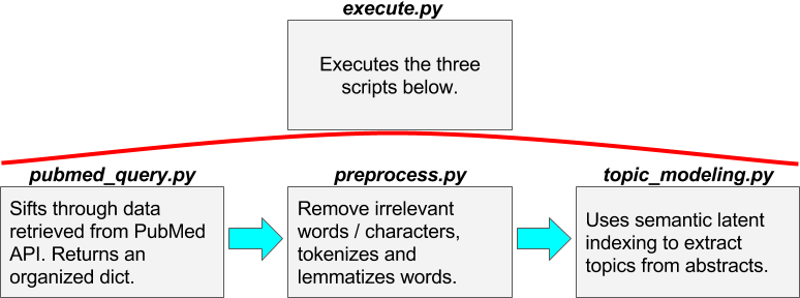 execute.py
Executes the three
scripts below.
pubmed_query.py
Sifts through data
retrieved from PubMed
API. Returns an
organized dict.
preprocess.py
Remove irrelevant
words / characters,
tokenizes and
lemmatizes words.
topic_modeling.py
Uses semantic latent
indexing to extract
topics from abstracts.